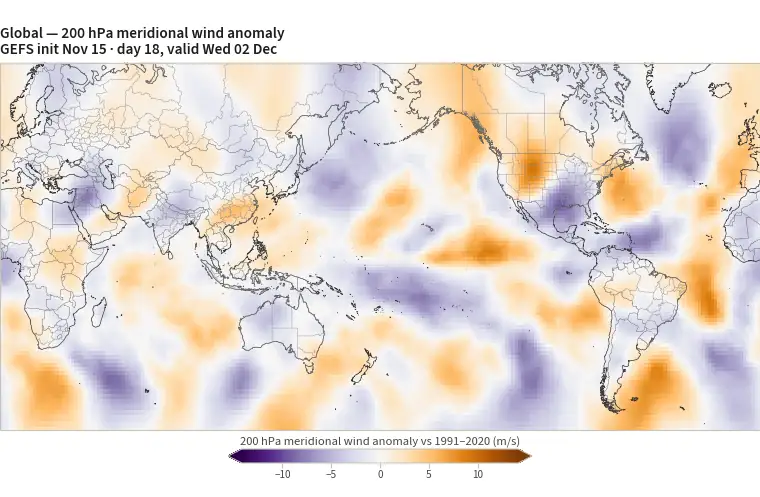 Global — 200 hPa meridional wind anomaly
GEFS init Nov 15 · day 18, valid Wed 02 Dec
200 hPa meridional wind anomaly vs 1991–2020 (m/s)
−10 −5 0 5 10